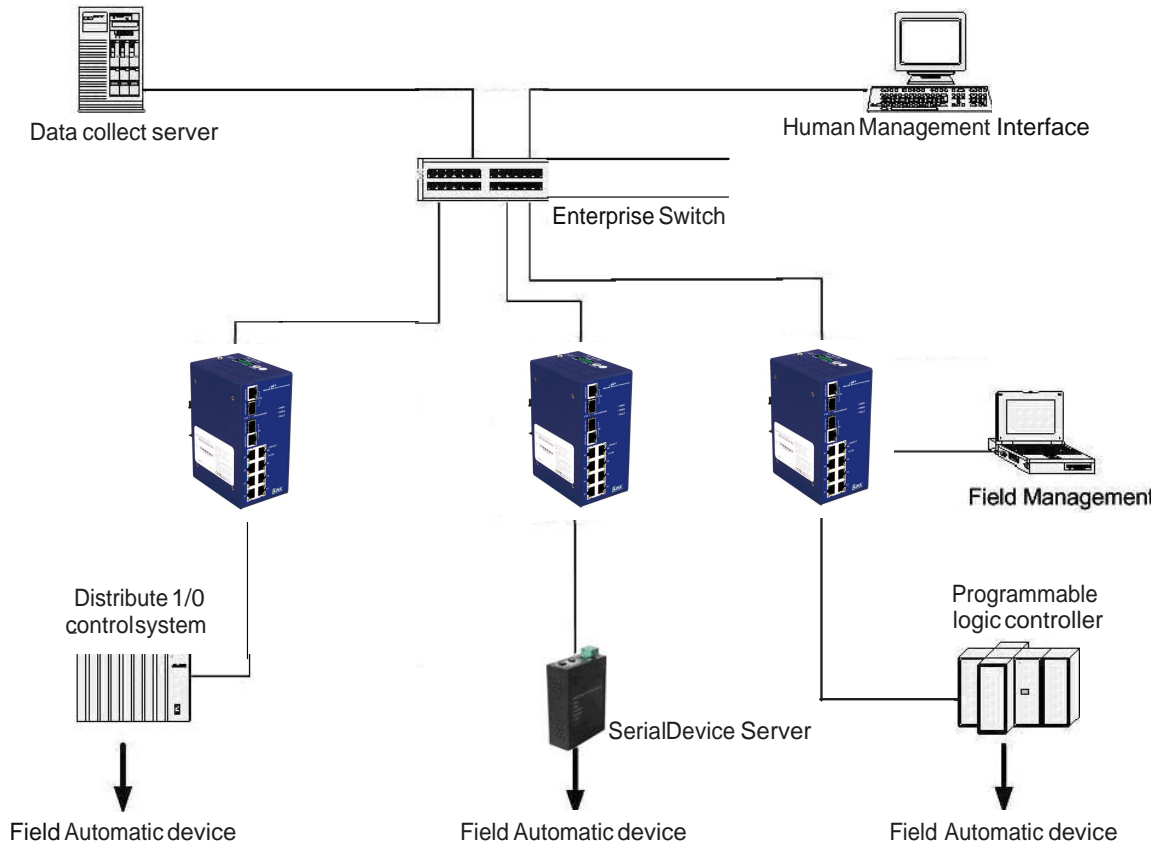 Data collect server
Human Management Interface
Enterprise Switch
Field Management
Distribute 1/0
controlsystem
Programmable
logic controller
SerialDevice Server
Field Automatic device
Field Automatic device
Field Automatic device